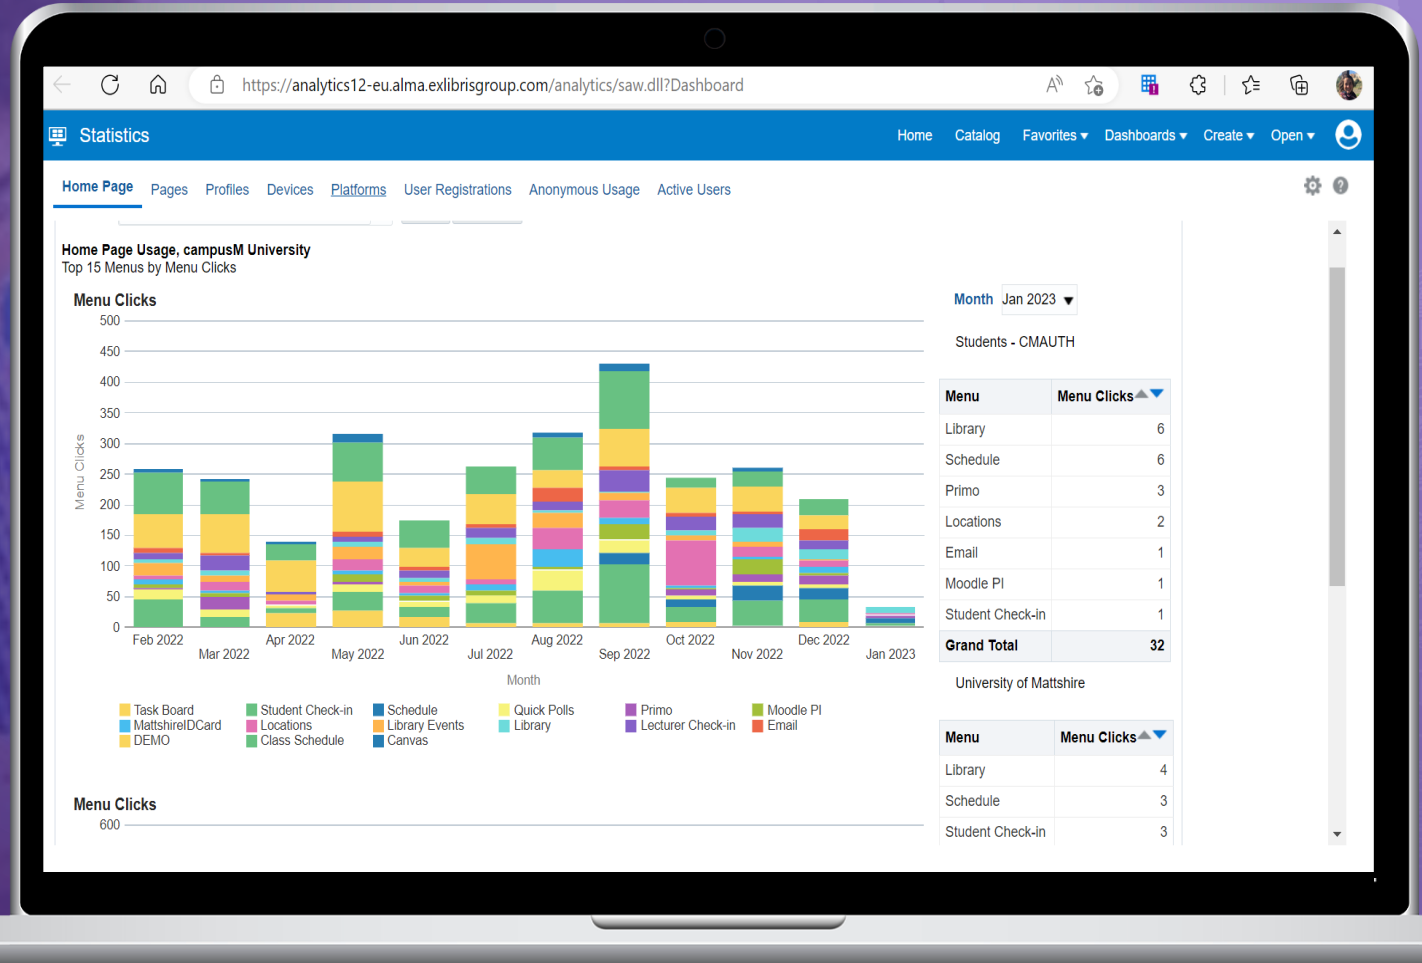 https://analytics12-eu.alma.exlibrisgroup.com/analytics/saw.dll?Dashboard
Statistics
Home Catalog Favorites Dashboards Create Open
Home Page Pages Profiles Devices Platforms User Registrations Anonymous Usage Active Users
Home Page Usage, campusM University
Top 15 Menus by Menu Clicks
Menu Clicks
500
450
400
350
300
250
200
150
100
50
0
Menu Clicks
Feb 2022 Mar 2022 Apr 2022 May 2022 Jun 2022 Jul 2022 Aug 2022 Sep 2022 Oct 2022 Nov 2022 Dec 2022 Jan 2023
Month
Task Board Student Check-in Schedule Quick Polls Primo Moodle PI
MattshireIDCard Locations Library Events Library Lecturer Check-in Email
DEMO Class Schedule Canvas
Menu Clicks
600
Month Jan 2023
Students - CMAUTH
Menu Menu Clicks
Library 6
Schedule 6
Primo 3
Locations 2
Email 1
Moodle PI 1
Student Check-in 1
Grand Total 32
University of Mattshire
Menu Menu Clicks
Library 4
Schedule 3
Student Check-in 3